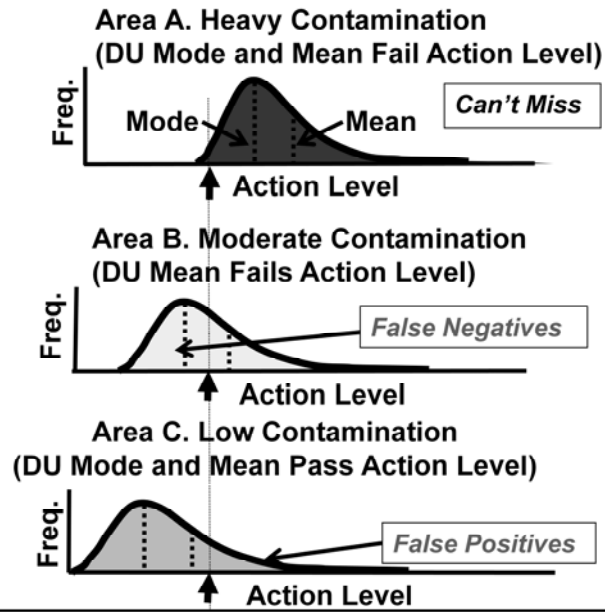 Area A. Heavy Contamination
(DU Mode and Mean Fail Action Level)
Can't Miss
Freq.
Mode
Mean
Action Level
Area B. Moderate Contamination
(DU Mean Fails Action Level)
Freq.
False Negatives
Action Level
Area C. Low Contamination
(DU Mode and Mean Pass Action Level)
Freq.
False Positives
Action Level